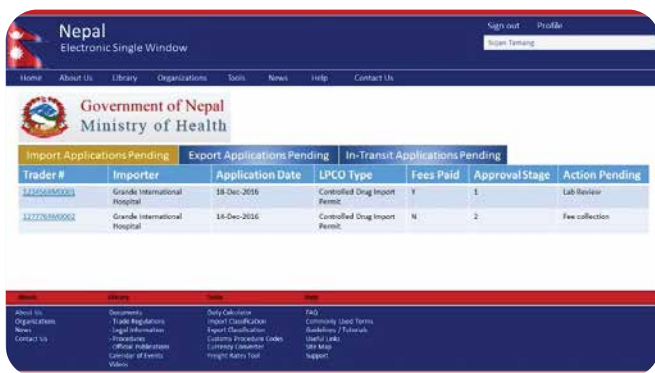 Nepal
Electronic Single Window
Sign out Profile
Sujan Tamang
Home About Us Library Organizations Tools News Help Contact Us
Government of Nepal
Ministry of Health
Import Applications Pending Export Applications Pending In-Transit Applications Pending
Trader # Importer Application Date LPCO Type Fees Paid Approval Stage Action Pending
Grande International 18-Dec-2016 Controlled Drug Import Y 1 Lab Review
Hospital Permit
Grande International 14-Dec-2016 Controlled Drug Import N 2 Fee collection
Hospital Permit
About Library Tools Help
About Us Documents Duty Calculator FAQ
Organizations - Trade Regulations Import Classification Commonly Used Terms
News - Legal Information Export Classification Guidelines / Tutorials
Contact Us - Procedures Customs Procedure Codes Useful Links
- Official Publications Currency Converter Site Map
Calendar of Events Freight Rates Tool Support
Videos